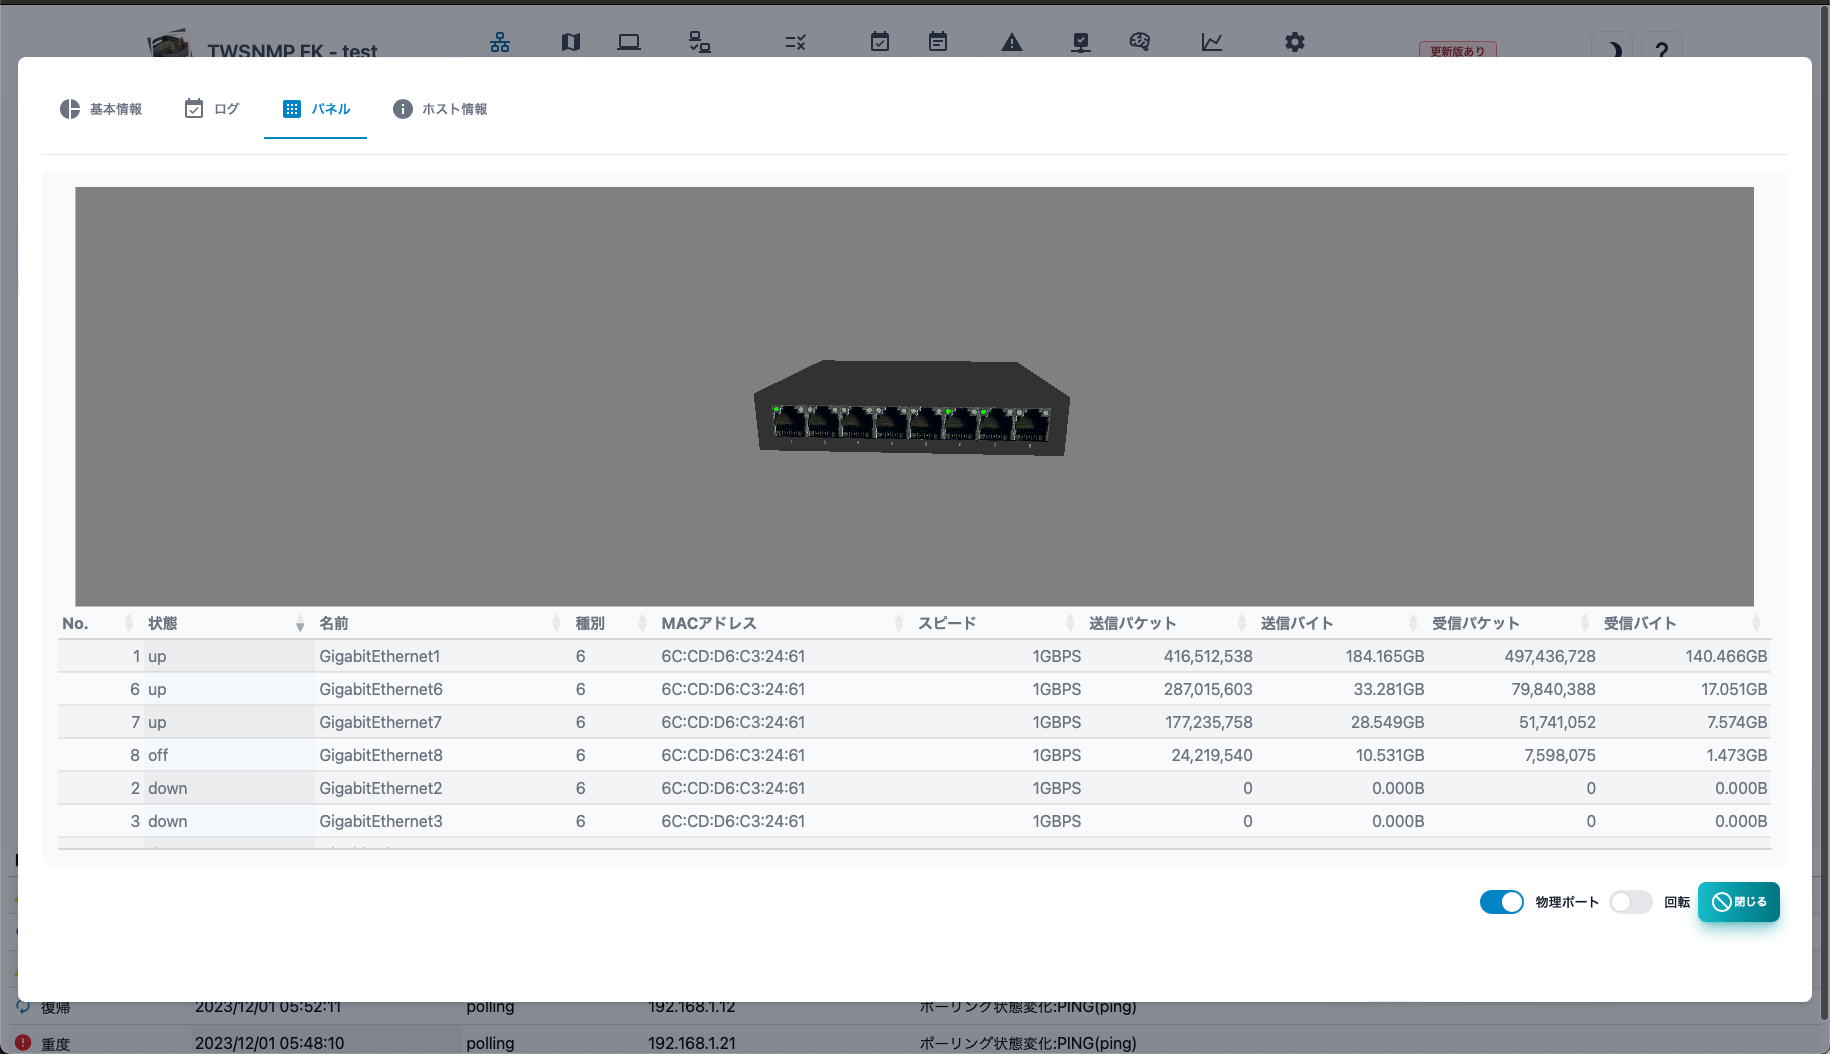 TWSNMP FK - test
更新版あり
?
基本情報
ログ
パネル
ホスト情報
No. 状態 名前 種別 MACアドレス スピード 送信パケット 送信バイト 受信パケット 受信バイト
1 up GigabitEthernet1 6 6C:CD:D6:C3:24:61 1GBPS 416,512,538 184.165GB 497,436,728 140.466GB
6 up GigabitEthernet6 6 6C:CD:D6:C3:24:61 1GBPS 287,015,603 33.281GB 79,840,388 17.051GB
7 up GigabitEthernet7 6 6C:CD:D6:C3:24:61 1GBPS 177,235,758 28.549GB 51,741,052 7.574GB
8 off GigabitEthernet8 6 6C:CD:D6:C3:24:61 1GBPS 24,219,540 10.531GB 7,598,075 1.473GB
2 down GigabitEthernet2 6 6C:CD:D6:C3:24:61 1GBPS 0 0.000B 0 0.000B
3 down GigabitEthernet3 6 6C:CD:D6:C3:24:61 1GBPS 0 0.000B 0 0.000B
物理ポート 回転 閉じる
復帰 2023/12/01 05:52:11 polling 192.168.1.12 ポーリング状態変化:PING(ping)
重度 2023/12/01 05:48:10 polling 192.168.1.21 ポーリング状態変化:PING(ping)